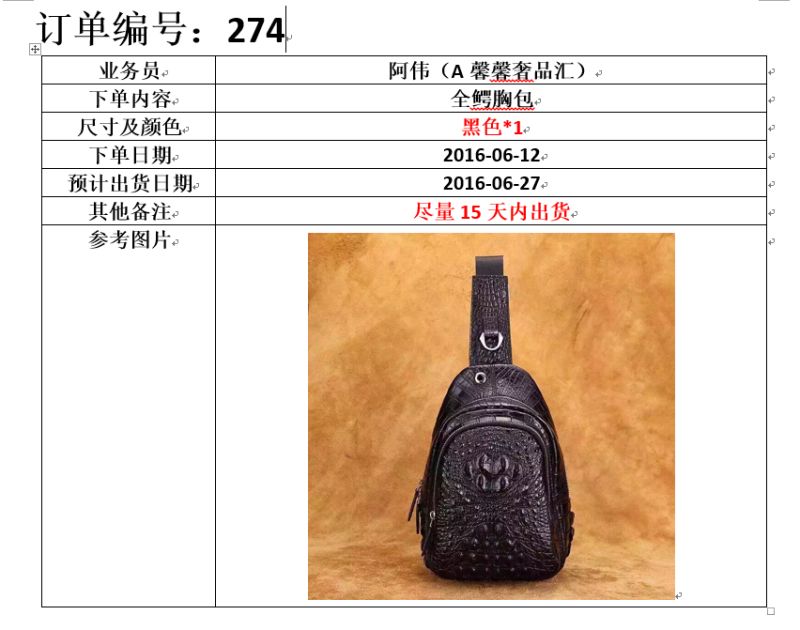 订单编号：274
业务员 阿伟（A 馨馨奢品汇）
下单内容 全鳄胸包
尺寸及颜色 黑色*1
下单日期 2016-06-12
预计出货日期 2016-06-27
其他备注 尽量 15 天内出货
参考图片